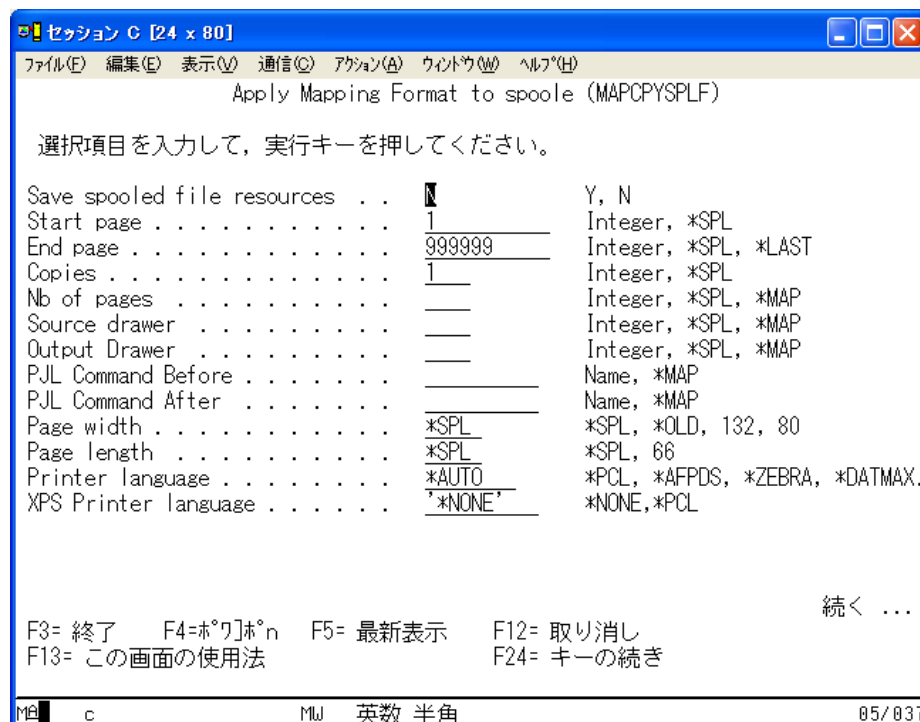 セッション C [24 x 80]
ファイル(F) 編集(E) 表示(V) 通信(C) アクション(A) ウィンドウ(W) ヘルプ(H)
Apply Mapping Format to spoole (MAPCPYSPLF)
選択項目を入力して，実行キーを押してください。
Save spooled file resources . . N Y, N
Start page . . . . . . . . . . . 1 Integer, *SPL
End page . . . . . . . . . . . . 999999 Integer, *SPL, *LAST
Copies . . . . . . . . . . . . . 1 Integer, *SPL
Nb of pages . . . . . . . . . . Integer, *SPL, *MAP
Source drawer . . . . . . . . . Integer, *SPL, *MAP
Output Drawer . . . . . . . . . Integer, *SPL, *MAP
PJL Command Before . . . . . . . Name, *MAP
PJL Command After . . . . . . . Name, *MAP
Page width . . . . . . . . . . . *SPL *SPL, *OLD, 132, 80
Page length . . . . . . . . . . *SPL *SPL, 66
Printer language . . . . . . . . *AUTO *PCL, *AFPDS, *ZEBRA, *DATMAX.
XPS Printer language . . . . . . '*NONE' *NONE,*PCL
続く ...
F3= 終了 F4=ﾎﾟﾜ]ﾎﾟn F5= 最新表示 F12= 取り消し
F13= この画面の使用法 F24= キーの続き
MA c MW 英数 半角 05/037